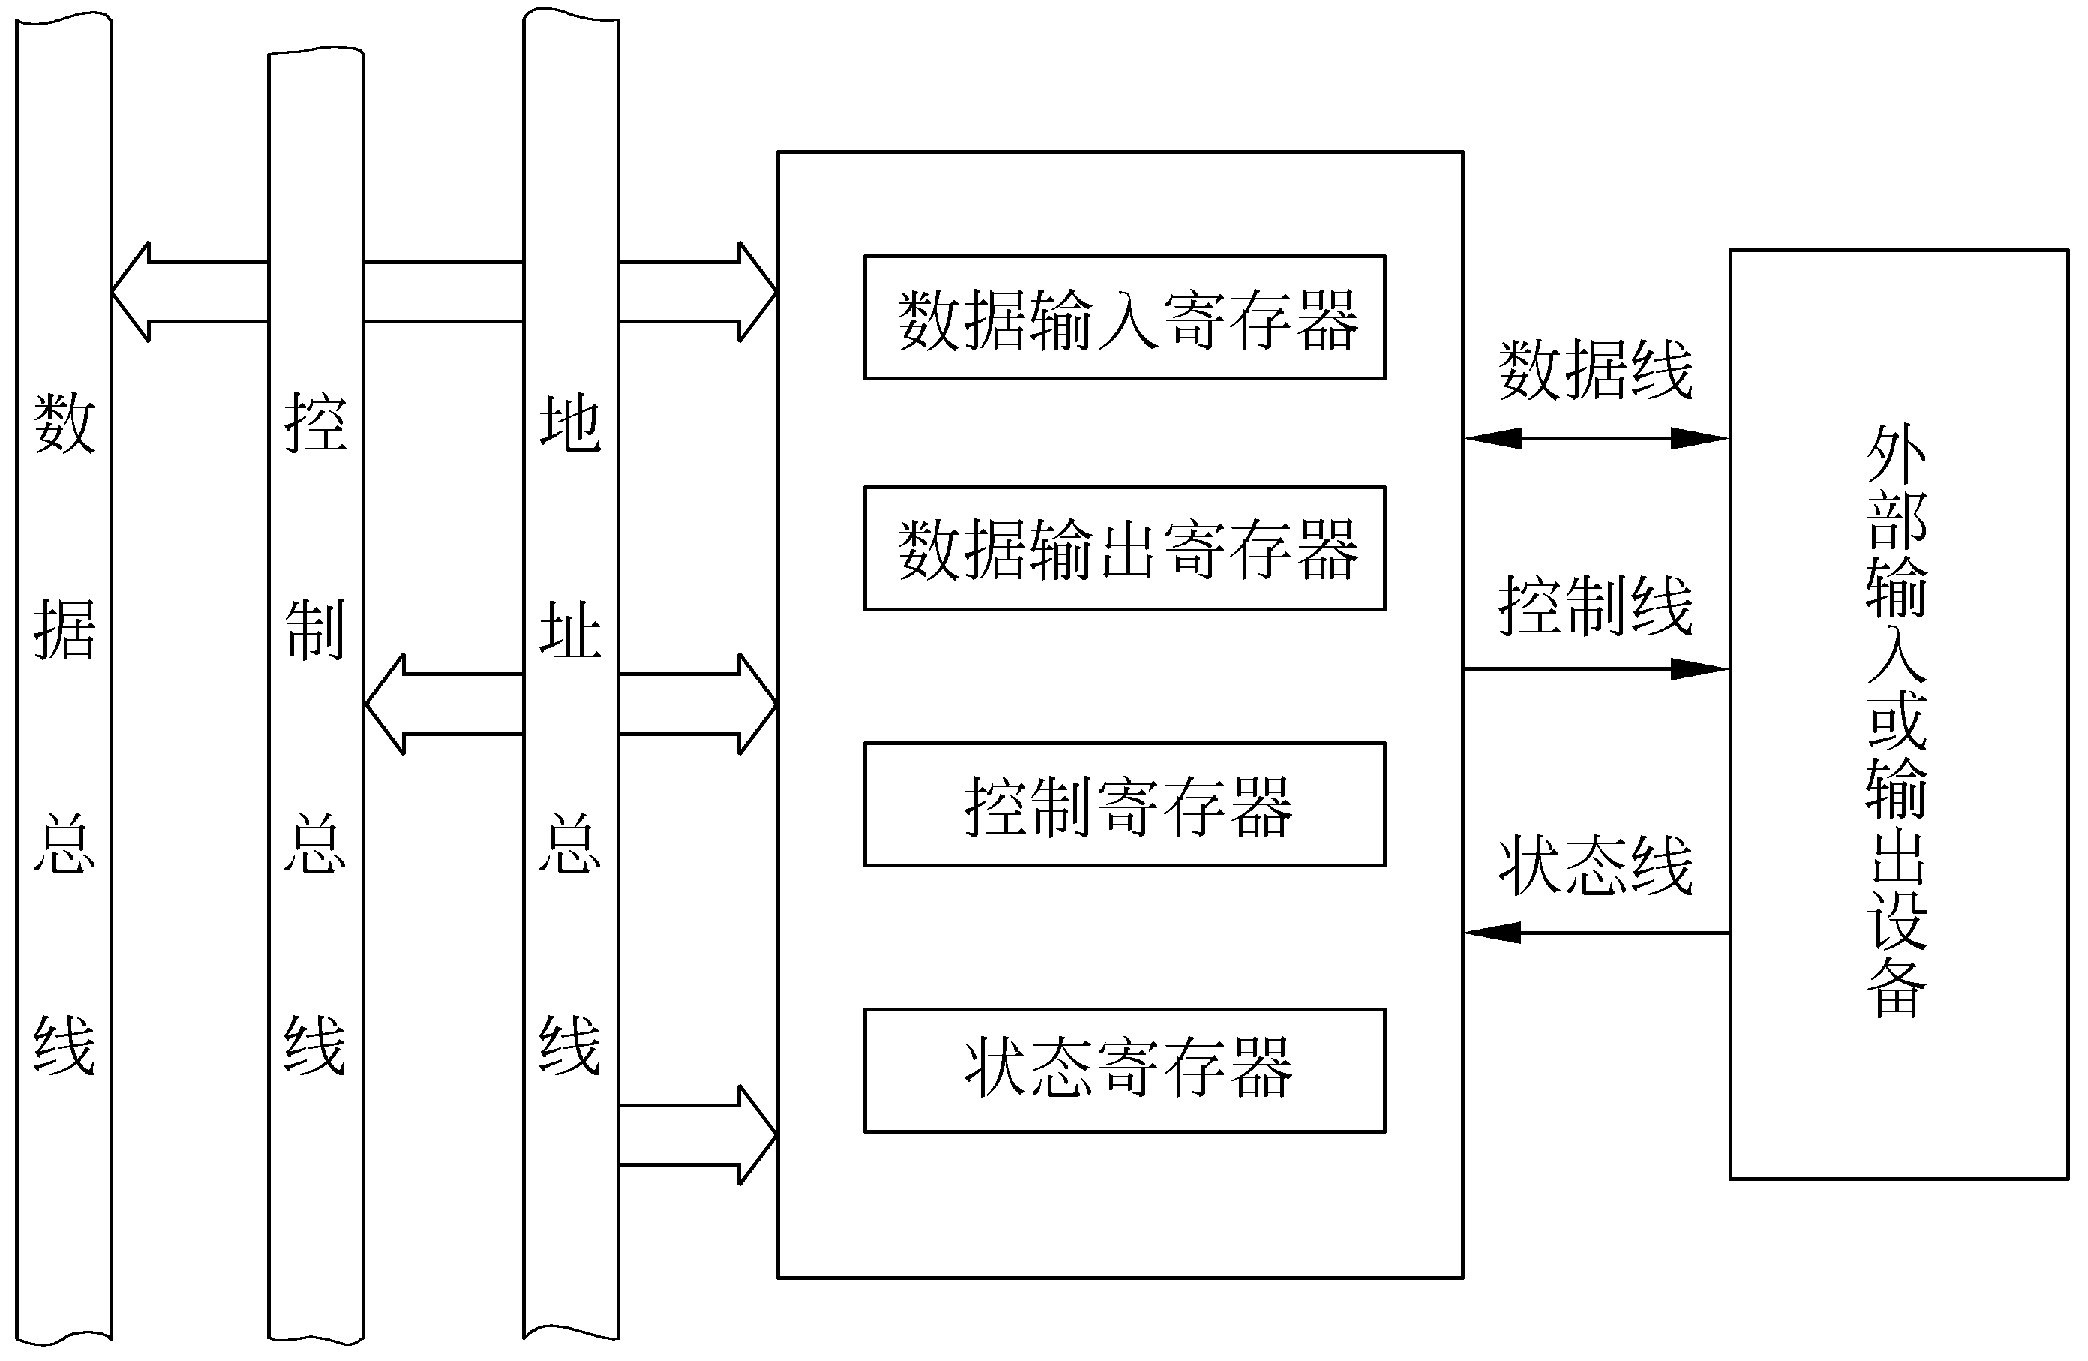 数据总线
控制总线
地址总线
数据输入寄存器
数据输出寄存器
控制寄存器
状态寄存器
数据线
控制线
状态线
外部输入或输出设备